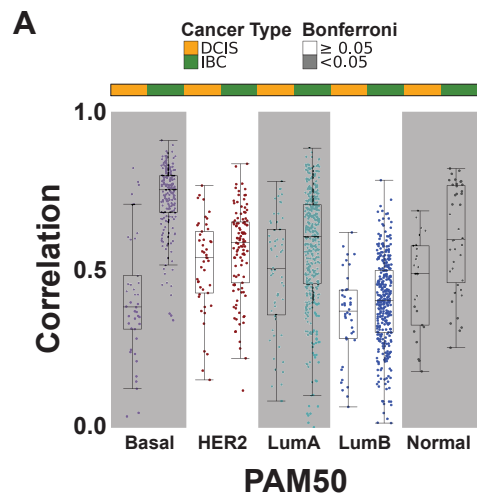 A
Cancer Type Bonferroni
DCIS ≥ 0.05
IBC <0.05
1.0
0.5
0.0
Correlation
Basal HER2 LumA LumB Normal
PAM50